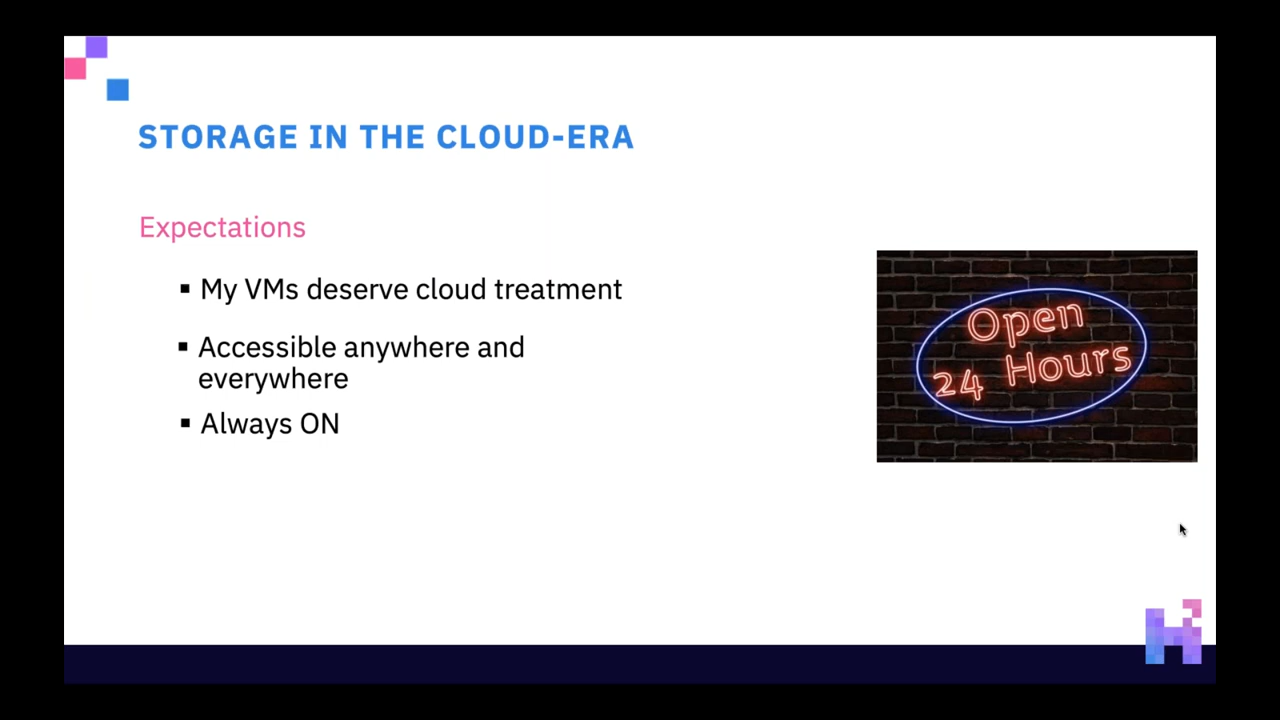 STORAGE IN THE CLOUD-ERA
Expectations
▪ My VMs deserve cloud treatment
▪ Accessible anywhere and
everywhere
▪ Always ON
Open
24 Hours